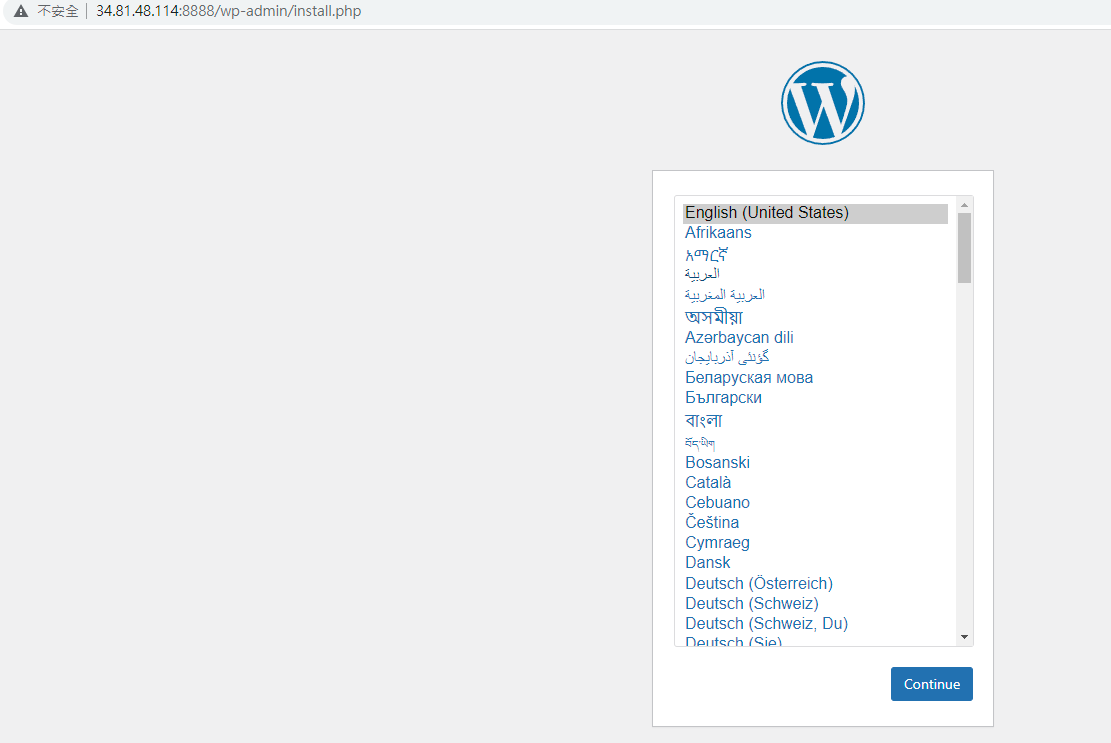 不安全 | 34.81.48.114:8888/wp-admin/install.php
English (United States)
Afrikaans
አማርኛ
العربية
العربية المغربية
অসমীয়া
Azərbaycan dili
گؤنئی آذربایجان
Беларуская мова
Български
বাংলা
བོད་ཡིག
Bosanski
Català
Cebuano
Čeština
Cymraeg
Dansk
Deutsch (Österreich)
Deutsch (Schweiz)
Deutsch (Schweiz, Du)
Deutsch (Sie)
Continue